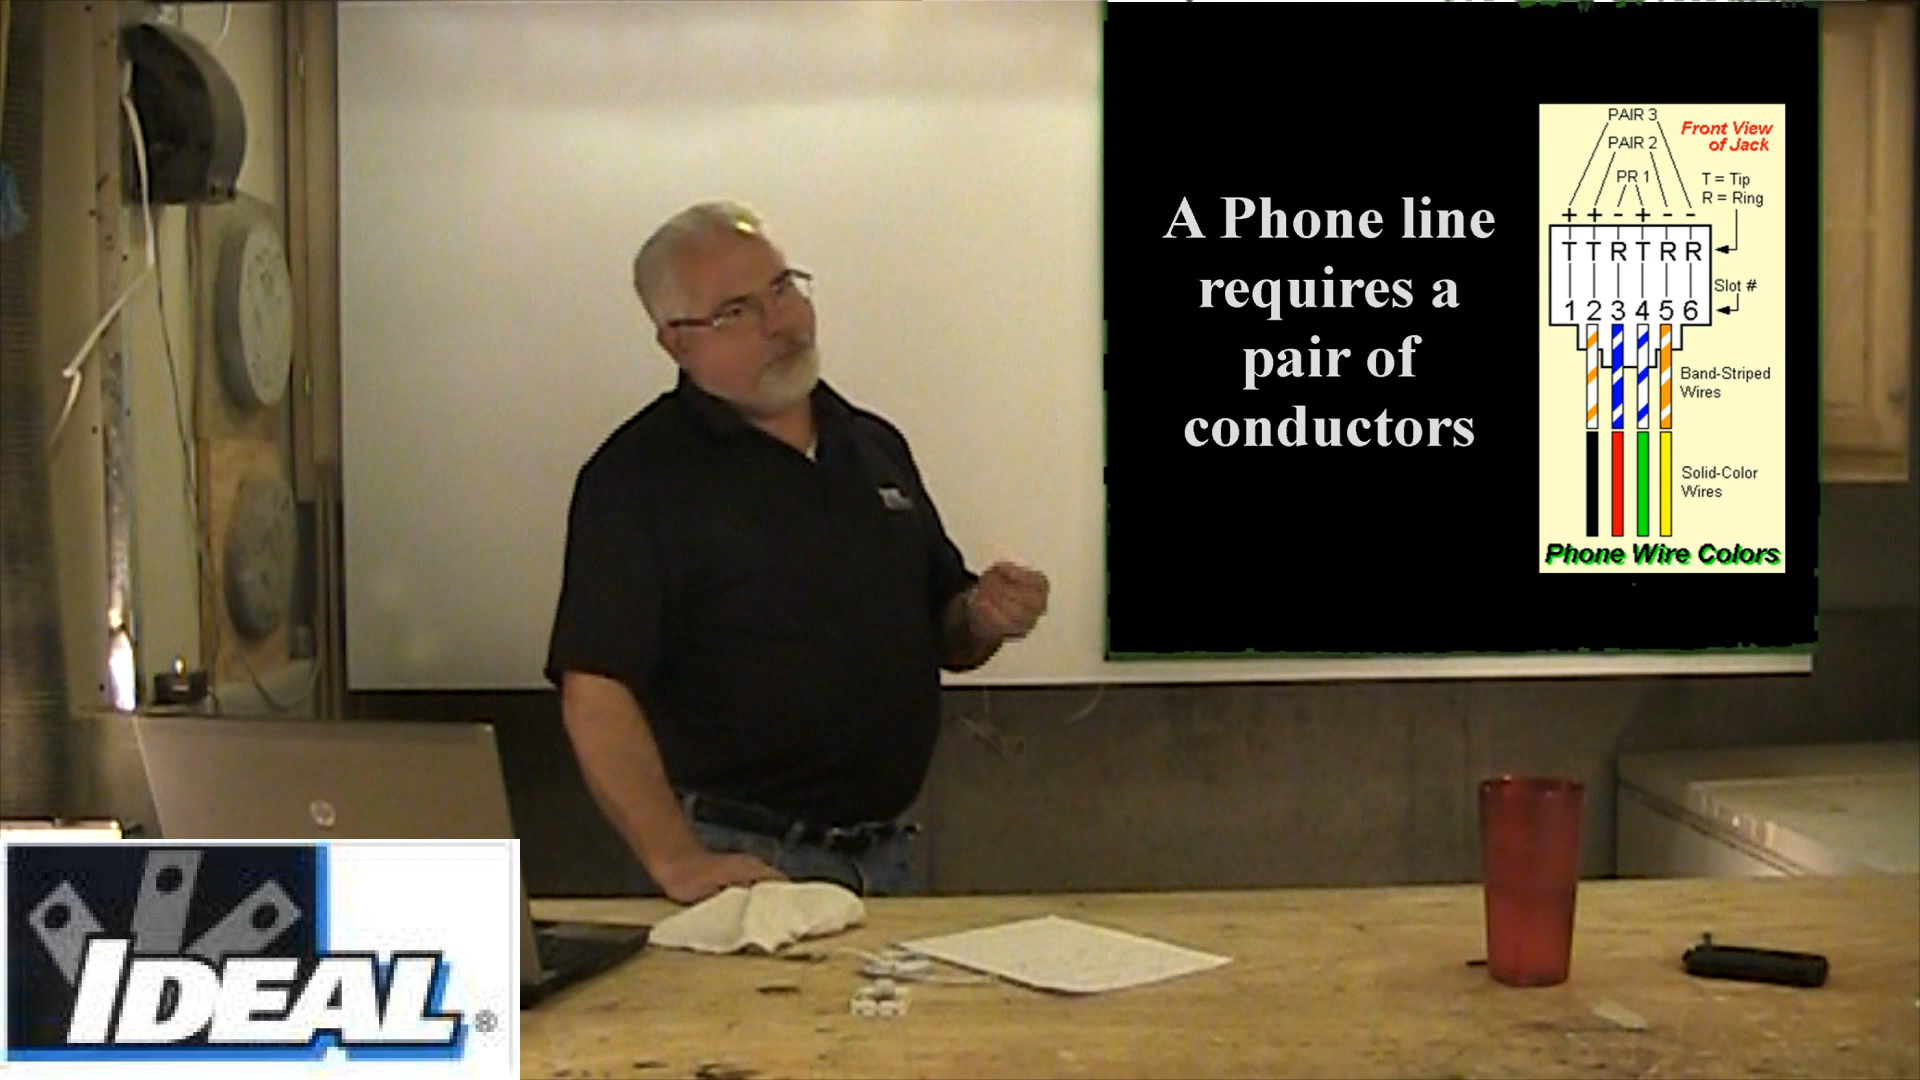 A Phone line
requires a
pair of
conductors
PAIR 3
Front View
of Jack
PAIR 2
PR 1
T = Tip
R = Ring
+ + - + - -
T T R T R R
Slot #
1 2 3 4 5 6
Band-Striped
Wires
Solid-Color
Wires
Phone Wire Colors
IDEAL®